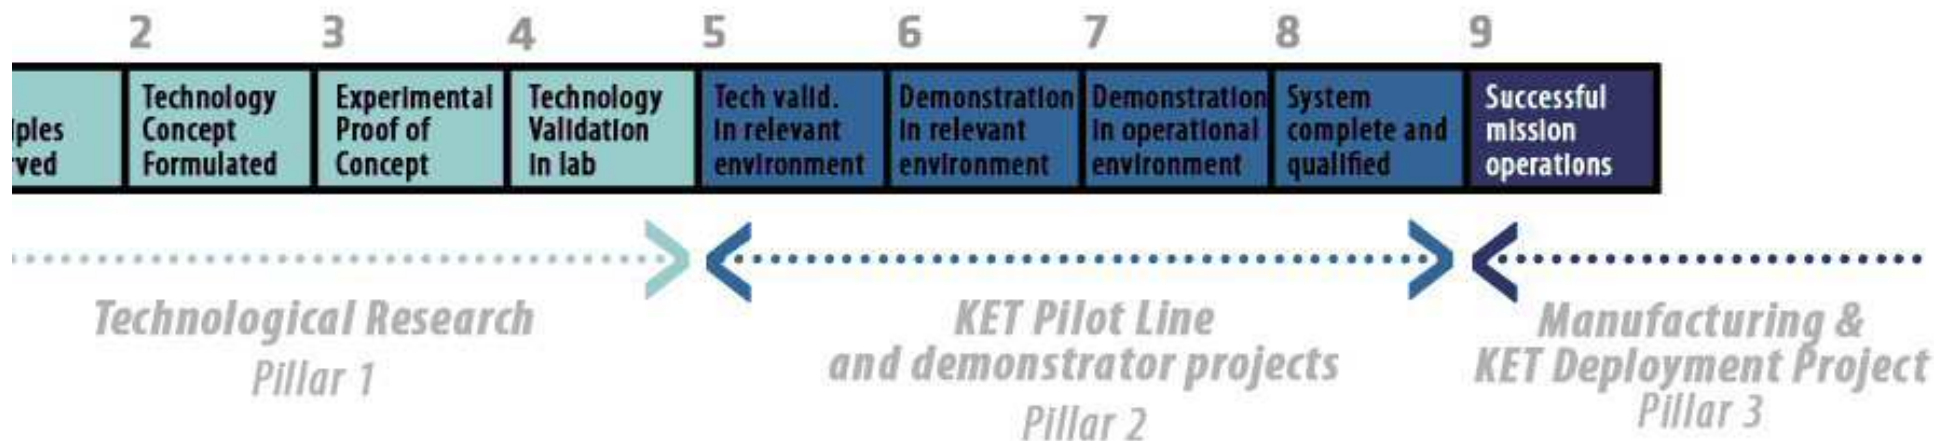 2 3 4 5 6 7 8 9
Technology
Concept
Formulated
Experimental
Proof of
Concept
Technology
Validation
in lab
Tech valid.
in relevant
environment
Demonstration
in relevant
environment
Demonstration
in operational
environment
System
complete and
qualified
Successful
mission
operations
Technological Research
Pillar 1
KET Pilot Line
and demonstrator projects
Pillar 2
Manufacturing &
KET Deployment Project
Pillar 3